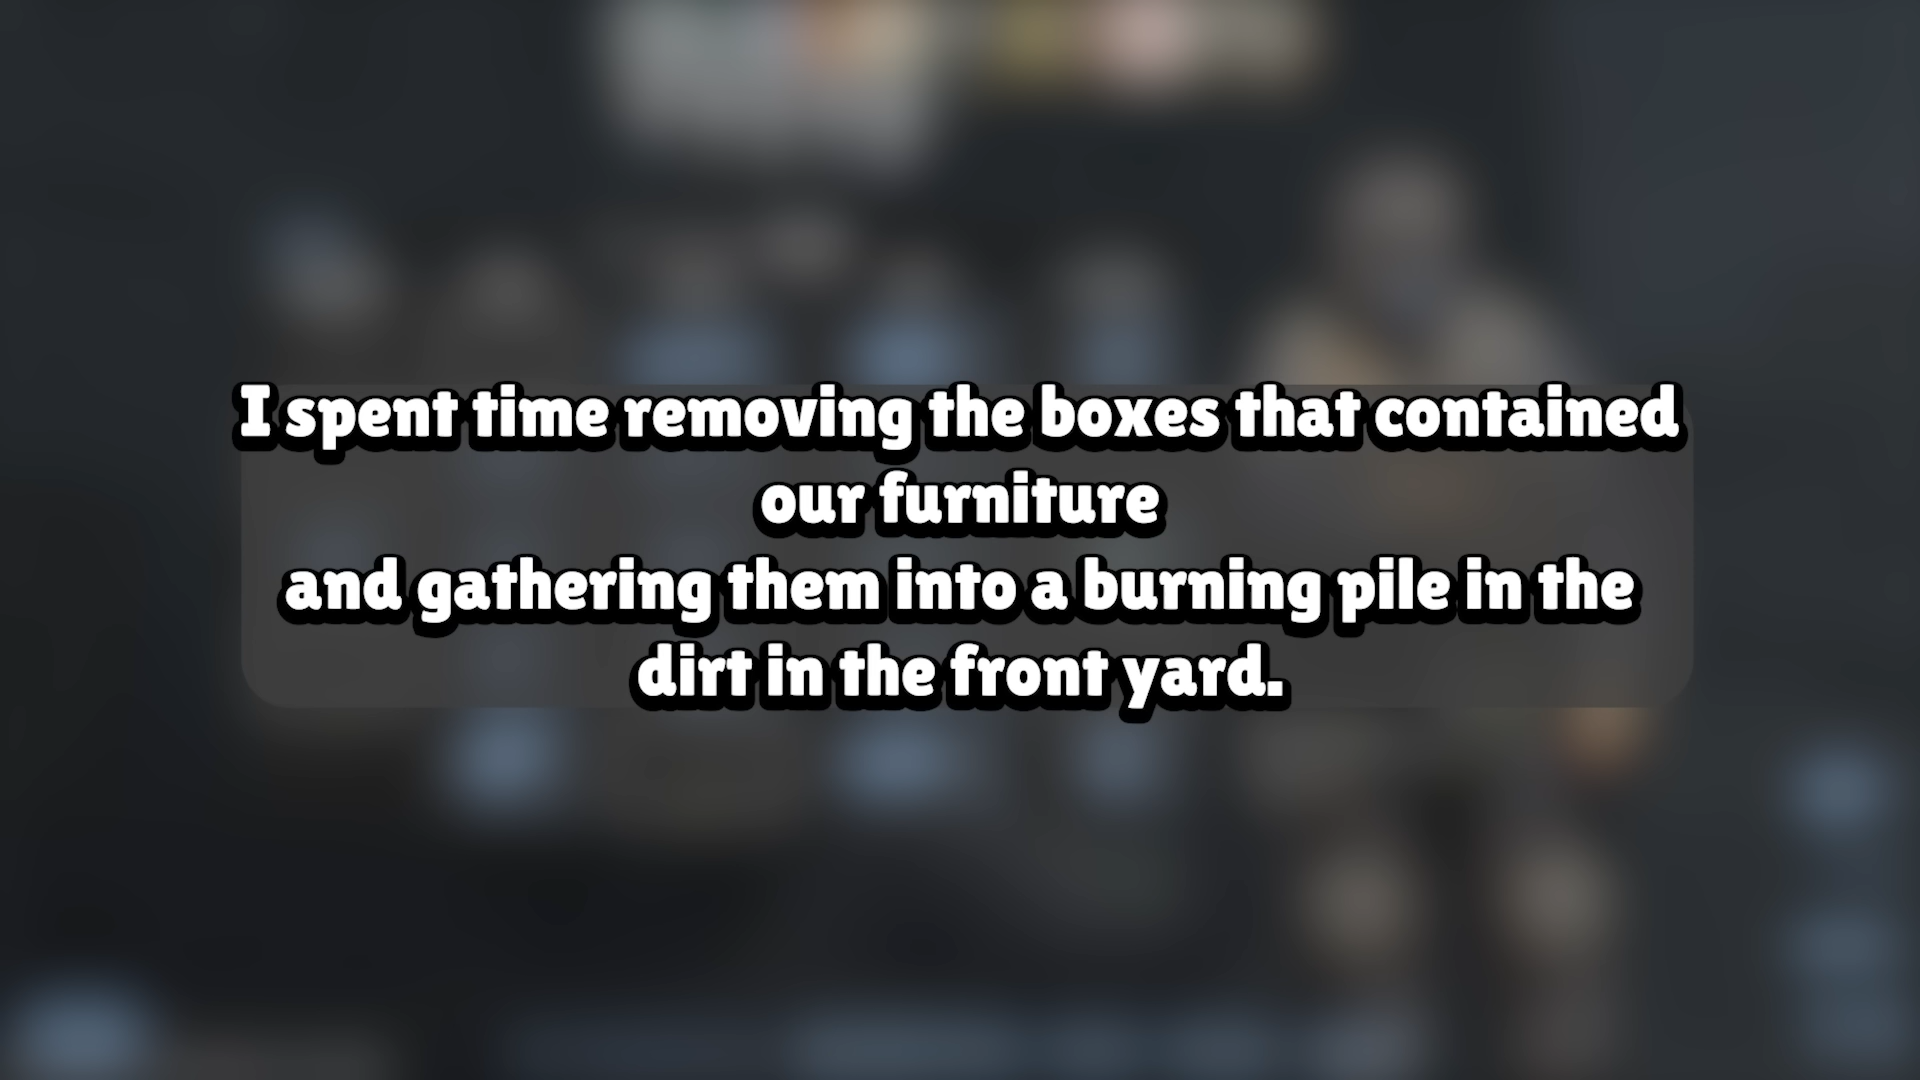 I spent time removing the boxes that contained
our furniture
and gathering them into a burning pile in the
dirt in the front yard.